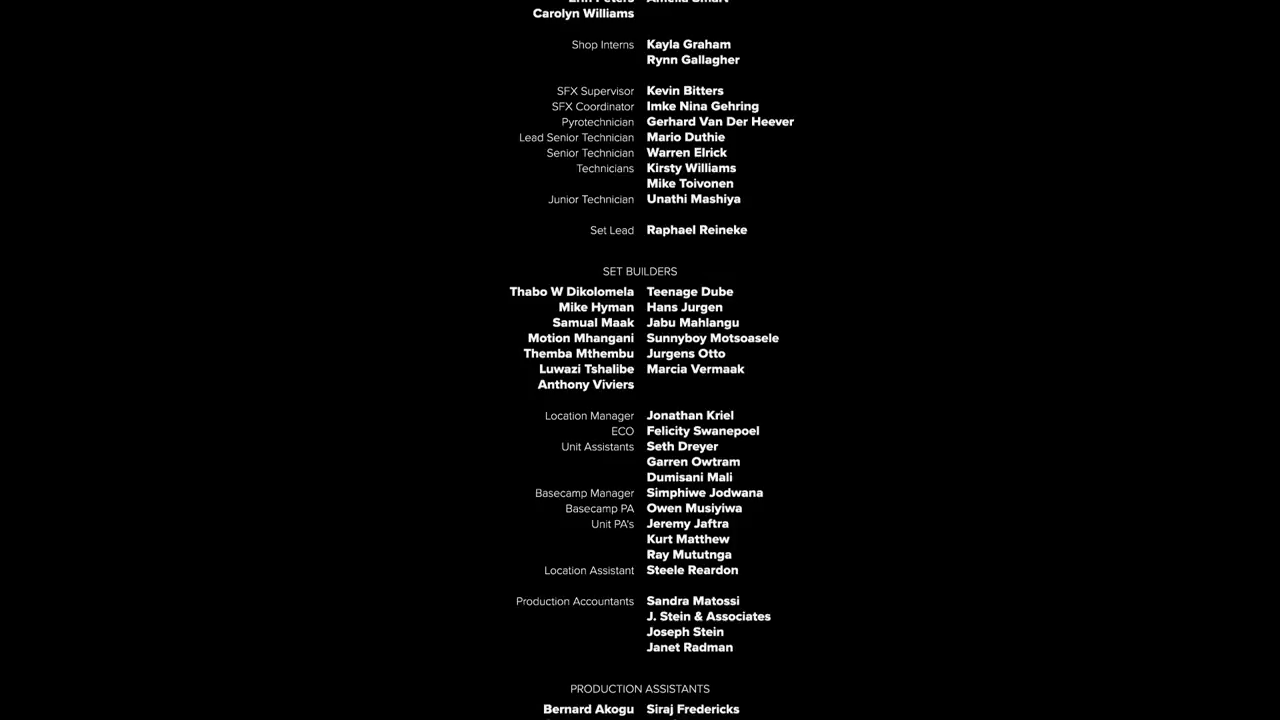 Erin Peters Amelia Smart
Carolyn Williams
Shop Interns Kayla Graham
Rynn Gallagher
SFX Supervisor Kevin Bitters
SFX Coordinator Imke Nina Gehring
Pyrotechnician Gerhard Van Der Heever
Lead Senior Technician Mario Duthie
Senior Technician Warren Elrick
Technicians Kirsty Williams
Mike Toivonen
Junior Technician Unathi Mashiya
Set Lead Raphael Reineke
SET BUILDERS
Thabo W Dikolomela Teenage Dube
Mike Hyman Hans Jurgen
Samual Maak Jabu Mahlangu
Motion Mhangani Sunnyboy Motsoasele
Themba Mthembu Jurgens Otto
Luwazi Tshalibe Marcia Vermaak
Anthony Viviers
Location Manager Jonathan Kriel
ECO Felicity Swanepoel
Unit Assistants Seth Dreyer
Garren Owtram
Dumisani Mali
Basecamp Manager Simphiwe Jodwana
Basecamp PA Owen Musiyiwa
Unit PA's Jeremy Jaftra
Kurt Matthew
Ray Mututnga
Location Assistant Steele Reardon
Production Accountants Sandra Matossi
J. Stein & Associates
Joseph Stein
Janet Radman
PRODUCTION ASSISTANTS
Bernard Akogu Siraj Fredericks